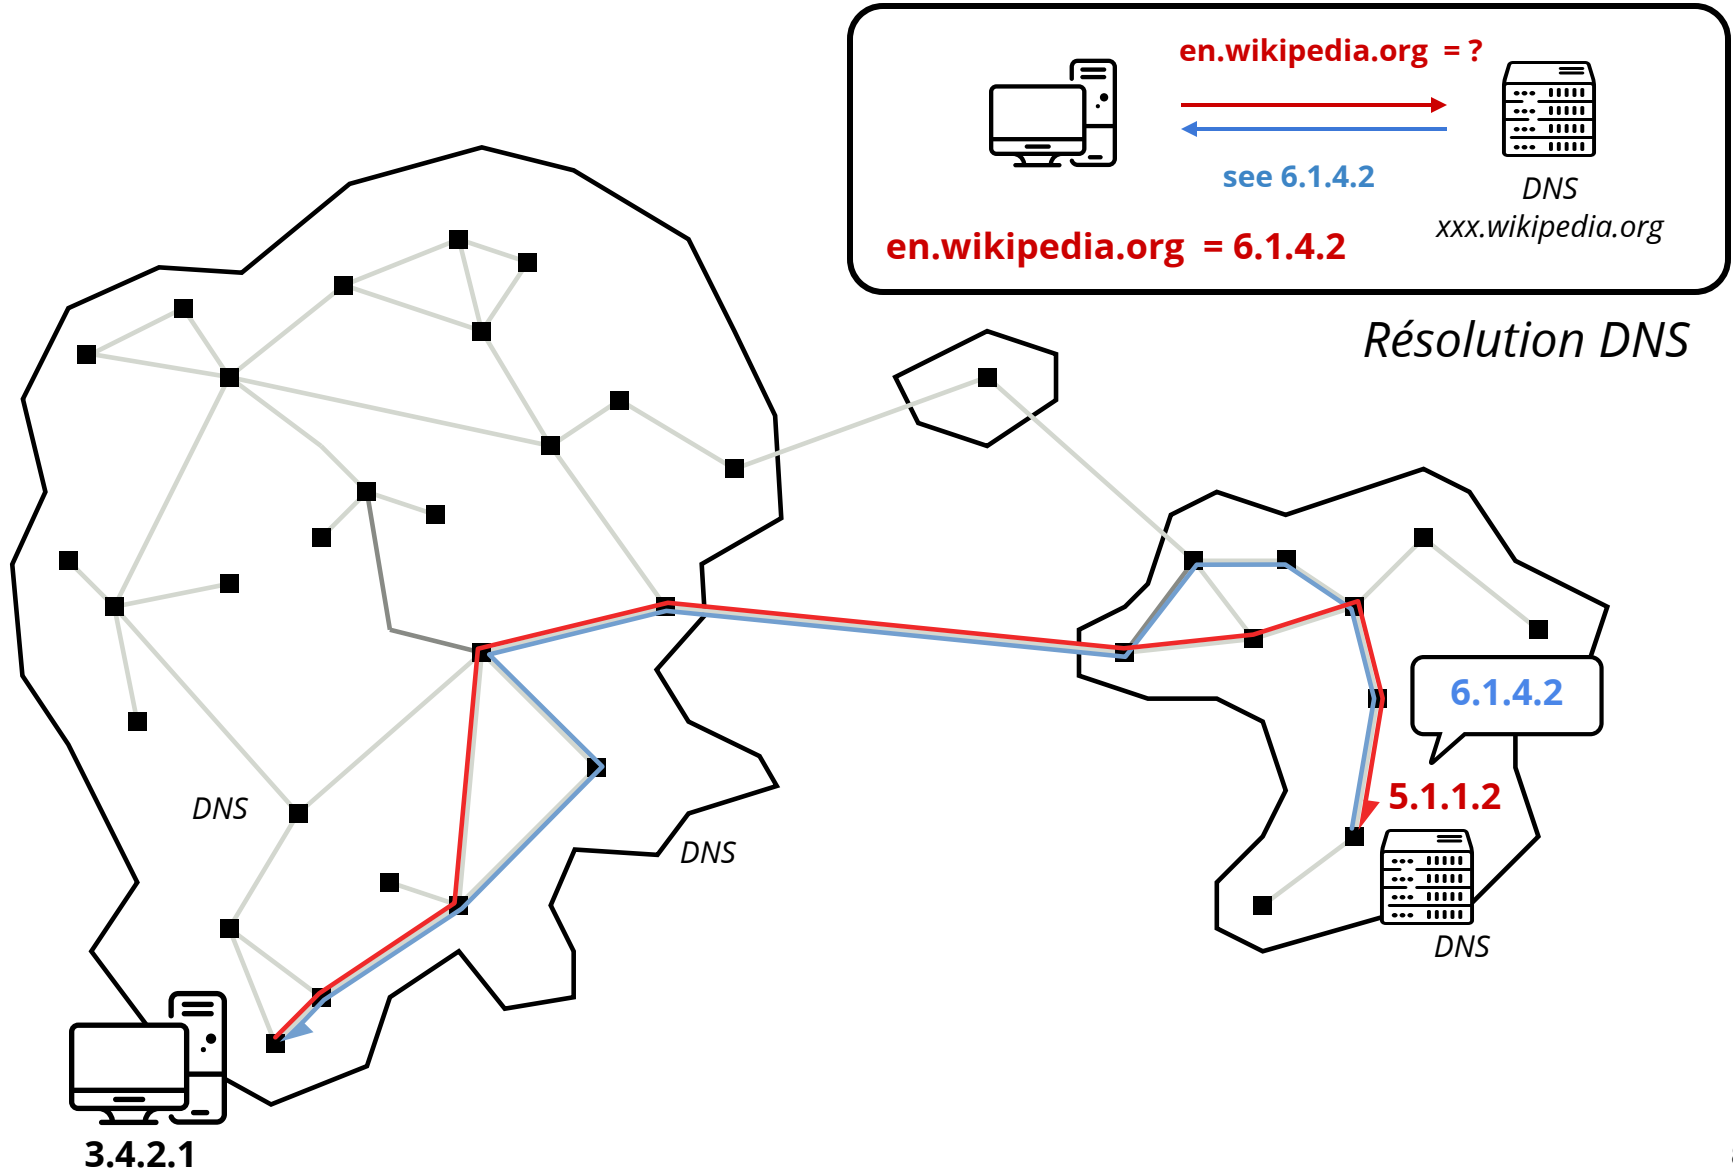 en.wikipedia.org = ?
see 6.1.4.2
DNS
xxx.wikipedia.org
en.wikipedia.org = 6.1.4.2
Résolution DNS
6.1.4.2
5.1.1.2
DNS
DNS
DNS
3.4.2.1